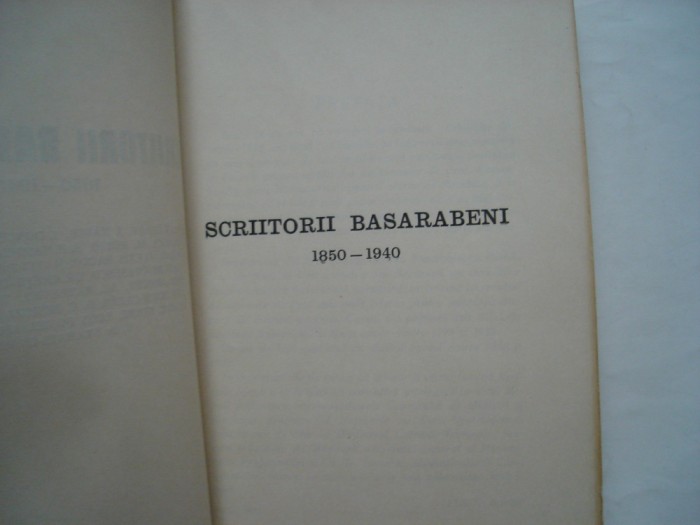 SCRIITORII BASARABENI
1850 — 1940